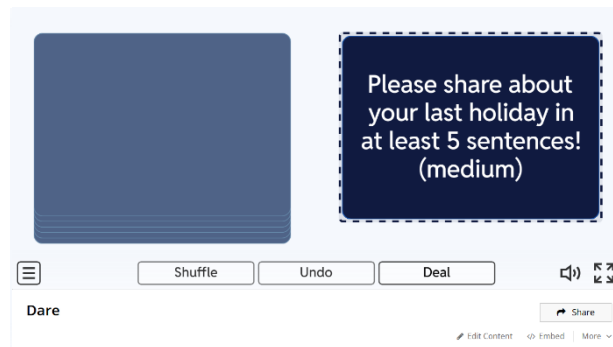 Please share about
your last holiday in
at least 5 sentences!
(medium)
Shuffle
Undo
Deal
Dare
Share
Edit Content
Embed
More